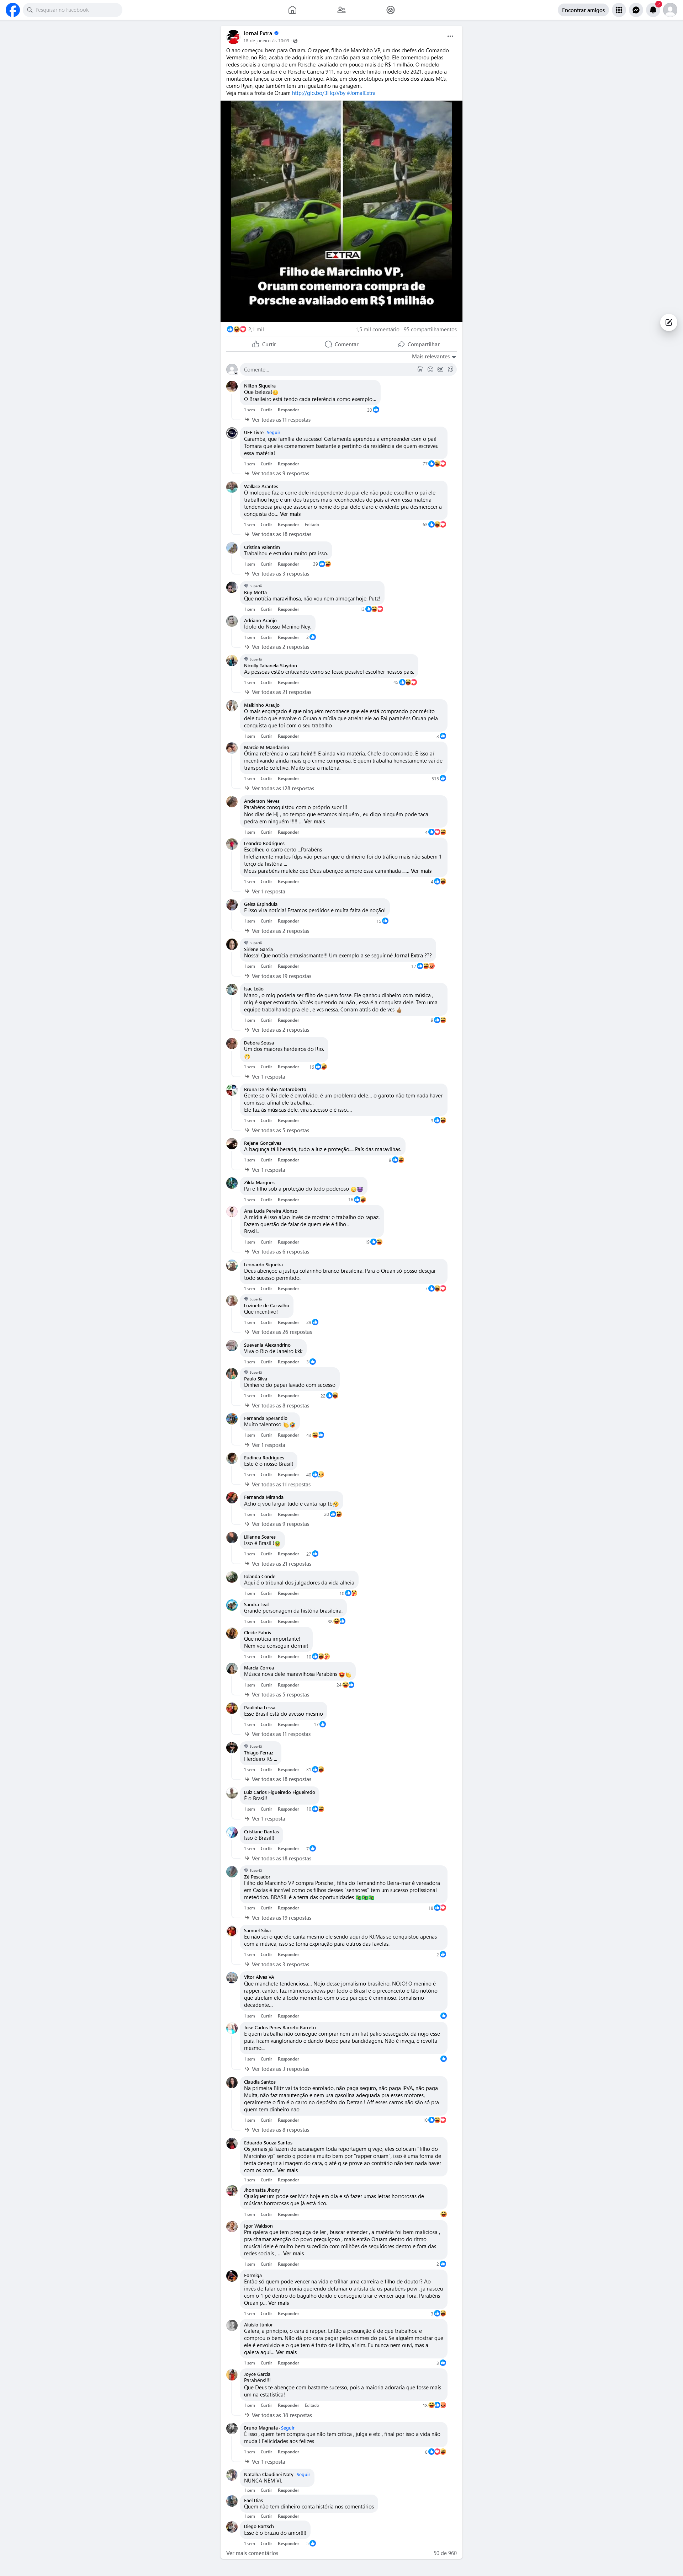 Pesquisar no Facebook
Encontrar amigos
Jornal Extra
18 de janeiro às 10:09
O ano começou bem para Oruam. O rapper, filho de Marcinho VP, um dos chefes do Comando
Vermelho, no Rio, acaba de adquirir mais um carrão para sua coleção. Ele comemorou pelas
redes sociais a compra de um Porsche, avaliado em pouco mais de R$ 1 milhão. O modelo
escolhido pelo cantor é o Porsche Carrera 911, na cor verde limão, modelo de 2021, quando a
montadora lançou a cor em seu catálogo. Aliás, um dos protótipos preferidos dos atuais MCs,
como Ryan, que também tem um igualzinho na garagem.
Veja mais a frota de Oruam http://glo.bo/3HqsVby #JornalExtra
EXTRA
Filho de Marcinho VP,
Oruam comemora compra de
Porsche avaliado em R$ 1 milhão
2,1 mil
1,5 mil comentário 95 compartilhamentos
Curtir Comentar Compartilhar
Mais relevantes
Comente...
Nilton Siqueira
Que beleza!😥
O Brasileiro está tendo cada referência como exemplo...
1 sem Curtir Responder 30
Ver todas as 11 respostas
UFF Livre · Seguir
Caramba, que família de sucesso! Certamente aprendeu a empreender com o pai!
Tomara que eles comemorem bastante e pertinho da residência de quem escreveu
essa matéria!
1 sem Curtir Responder 71
Ver todas as 9 respostas
Wallace Arantes
O moleque faz o corre dele independente do pai ele não pode escolher o pai ele
trabalhou hoje e um dos trapers mais reconhecidos do país aí vem essa matéria
tendenciosa pra que associar o nome do pai dele claro e evidente pra desmerecer a
conquista do... Ver mais
1 sem Curtir Responder Editado 83
Ver todas as 18 respostas
Cristina Valentim
Trabalhou e estudou muito pra isso.
1 sem Curtir Responder 39
Ver todas as 3 respostas
Superfã
Ruy Motta
Que notícia maravilhosa, não vou nem almoçar hoje. Putz!
1 sem Curtir Responder 13
Adriano Araújo
Ídolo do Nosso Menino Ney.
1 sem Curtir Responder 2
Ver todas as 2 respostas
Superfã
Nicolly Tabanela Slaydon
As pessoas estão criticando como se fosse possível escolher nossos pais.
1 sem Curtir Responder 45
Ver todas as 21 respostas
Maikinho Araujo
O mais engraçado é que ninguém reconhece que ele está comprando por mérito
dele tudo que envolve o Oruan a mídia que atrelar ele ao Pai parabéns Oruan pela
conquista que foi com o seu trabalho
1 sem Curtir Responder 3
Marcio M Mandarino
Ótima referência o cara hein!!!! E ainda vira matéria. Chefe do comando. É isso aí
incentivando ainda mais q o crime compensa. E quem trabalha honestamente vai de
transporte coletivo. Muito boa a matéria.
1 sem Curtir Responder 315
Ver todas as 128 respostas
Anderson Neves
Parabéns consquistou com o próprio suor !!!
Nos dias de Hj , no tempo que estamos ninguém , eu digo ninguém pode taca
pedra em ninguém !!!!! ... Ver mais
1 sem Curtir Responder 4
Leandro Rodrigues
Escolheu o carro certo ...Parabéns
Infelizmente muitos fdps vão pensar que o dinheiro foi do tráfico mais não sabem 1
terço da história ...
Meus parabéns muleke que Deus abençoe sempre essa caminhada ..... Ver mais
1 sem Curtir Responder 4
Ver 1 resposta
Geisa Espindula
E isso vira notícia! Estamos perdidos e muita falta de noção!
1 sem Curtir Responder 15
Ver todas as 2 respostas
Superfã
Sirlene Garcia
Nossa! Que notícia entusiasmante!!! Um exemplo a se seguir né Jornal Extra ???
1 sem Curtir Responder 17
Ver todas as 19 respostas
Isac Leão
Mano , o mlq poderia ser filho de quem fosse. Ele ganhou dinheiro com música ,
mlq é super estourado. Vocês querendo ou não , essa é a conquista dele. Tem uma
equipe trabalhando pra ele , e vcs nessa. Corram atrás do de vcs 👍🏽
1 sem Curtir Responder 9
Ver todas as 2 respostas
Debora Sousa
Um dos maiores herdeiros do Rio.
🤭
1 sem Curtir Responder 16
Ver 1 resposta
Bruna De Pinho Notaroberto
Gente se o Pai dele é envolvido, é um problema dele... o garoto não tem nada haver
com isso, afinal ele trabalha...
Ele faz às músicas dele, vira sucesso e é isso....
1 sem Curtir Responder 3
Ver todas as 5 respostas
Rejane Gonçalves
A bagunça tá liberada, tudo a luz e proteção.... País das maravilhas.
1 sem Curtir Responder 9
Ver 1 resposta
Zilda Marques
Pai e filho sob a proteção do todo poderoso 😅😈
1 sem Curtir Responder 16
Ana Lucia Pereira Alonso
A mídia é isso aí,ao invés de mostrar o trabalho do rapaz.
Fazem questão de falar de quem ele é filho .
Brasil..
1 sem Curtir Responder 19
Ver todas as 6 respostas
Leonardo Siqueira
Deus abençoe a justiça colarinho branco brasileira. Para o Oruan só posso desejar
todo sucesso permitido.
1 sem Curtir Responder 7
Superfã
Luzinete de Carvalho
Que incentivo!
1 sem Curtir Responder 28
Ver todas as 26 respostas
Suevania Alexandrino
Viva o Rio de Janeiro kkk
1 sem Curtir Responder 2
Superfã
Paulo Silva
Dinheiro do papai lavado com sucesso
1 sem Curtir Responder 22
Ver todas as 8 respostas
Fernanda Sperandio
Muito talentoso 👏🤣
1 sem Curtir Responder 43
Ver 1 resposta
Eudinea Rodrigues
Este é o nosso Brasil!
1 sem Curtir Responder 40
Ver todas as 11 respostas
Fernanda Miranda
Acho q vou largar tudo e canta rap tb🤔
1 sem Curtir Responder 25
Ver todas as 9 respostas
Lilianne Soares
Isso é Brasil !🤢
1 sem Curtir Responder 27
Ver todas as 21 respostas
Iolanda Conde
Aqui é o tribunal dos julgadores da vida alheia
1 sem Curtir Responder 15
Sandra Leal
Grande personagem da história brasileira.
1 sem Curtir Responder 38
Cleide Fabris
Que notícia importante!
Nem vou conseguir dormir!
1 sem Curtir Responder 10
Marcia Correa
Música nova dele maravilhosa Parabéns 😍👏
1 sem Curtir Responder 24
Ver todas as 5 respostas
Paulinha Lessa
Esse Brasil está do avesso mesmo
1 sem Curtir Responder 17
Ver todas as 11 respostas
Superfã
Thiago Ferraz
Herdeiro RS ...
1 sem Curtir Responder 31
Ver todas as 18 respostas
Luiz Carlos Figueiredo Figueiredo
É o Brasil!
1 sem Curtir Responder 10
Ver 1 resposta
Cristiane Dantas
Isso é Brasil!!
1 sem Curtir Responder 7
Ver todas as 18 respostas
Superfã
Zé Pescador
Filho do Marcinho VP compra Porsiche , filha do Fernandinho Beira-mar é vereadora
em Caxias é incrível como os filhos desses "senhores" tem um sucesso profissional
meteórico. BRASIL é a terra das oportunidades 🇧🇷🇧🇷🇧🇷
1 sem Curtir Responder 18
Ver todas as 19 respostas
Samuel Silva
Eu não sei o que ele canta,mesmo ele sendo aqui do RJ.Mas se conquistou apenas
com a música, isso se torna expiração para outros das favelas.
1 sem Curtir Responder 2
Ver todas as 3 respostas
Vítor Alves VA
Que manchete tendenciosa.... Nojo desse jornalismo brasileiro. NOJO! O menino é
rapper, cantor, faz inúmeros shows por todo o Brasil e o preconceito é tão notório
que atrelam ele a todo momento com o seu pai que é criminoso. Jornalismo
decadente...
1 sem Curtir Responder
Jose Carlos Peres Barreto Barreto
E quem trabalha não consegue comprar nem um fiat palio sossegado, dá nojo esse
país, ficam vangloriando e dando ibope para bandidagem. Não é inveja, é revolta
mesmo...
1 sem Curtir Responder
Ver todas as 3 respostas
Claudia Santos
Na primeira Blitz vai ta todo enrolado, não paga seguro, não paga IPVA, não paga
Multa, não faz manutenção e nem usa gasolina adequada pra esses motores,
geralmente o fim é o carro no depósito do Detran ! Aff esses carros não são só pra
quem tem dinheiro nao
1 sem Curtir Responder 10
Ver todas as 8 respostas
Eduardo Souza Santos
Os jornais já fazem de sacanagem toda reportagem q vejo, eles colocam "filho do
Marcinho vp" sendo q poderia muito bem por "rapper oruam", isso é uma forma de
tenta denegrir a imagem do cara, q até q se prove ao contrário não tem nada haver
com os corr... Ver mais
1 sem Curtir Responder
Jhonnatta Jhony
Qualquer um pode ser Mc's hoje em dia e só fazer umas letras horrorosas de
músicas horrorosas que já está rico.
1 sem Curtir Responder
Igor Waldson
Pra galera que tem preguiça de ler , buscar entender , a matéria foi bem maliciosa ,
pra chamar atenção do povo preguiçoso , mais então Oruam dentro do ritmo
musical dele é muito bem sucedido com milhões de seguidores dentro e fora das
redes sociais , ... Ver mais
1 sem Curtir Responder 2
Formiga
Então só quem pode vencer na vida e trilhar uma carreira e filho de doutor? Ao
invés de falar com ironia querendo defamar o artista da os parabéns pow , ja nasceu
com o 1 pé dentro do bagulho doido e conseguiu tirar e vencer aqui fora. Parabéns
Oruan p... Ver mais
1 sem Curtir Responder 3
Aluisio Júnior
Galera, a princípio, o cara é rapper. Então a presunção é de que trabalhou e
comprou o bem. Não dá pro cara pagar pelos crimes do pai. Se alguém mostrar que
ele é envolvido e o que tem é fruto de ilícito, aí sim. Eu nunca nem ouvi, mas a
galera aqui... Ver mais
1 sem Curtir Responder 3
Joyce Garcia
Parabéns!!!!
Que Deus te abençoe com bastante sucesso, pois a maioria adoraria que fosse mais
um na estatística!
1 sem Curtir Responder Editado 18
Ver todas as 38 respostas
Bruno Magnata · Seguir
É isso , quem tem compra que não tem crítica , julga e etc , final por isso a vida não
muda ! Felicidades aos felizes
1 sem Curtir Responder 8
Ver 1 resposta
Natalha Claudinei Naty · Seguir
NUNCA NEM VI.
1 sem Curtir Responder
Fael Dias
Quem não tem dinheiro conta história nos comentários
1 sem Curtir Responder
Diego Bartsch
Esse é o braziu do amor!!!!
1 sem Curtir Responder 5
Ver mais comentários 50 de 960